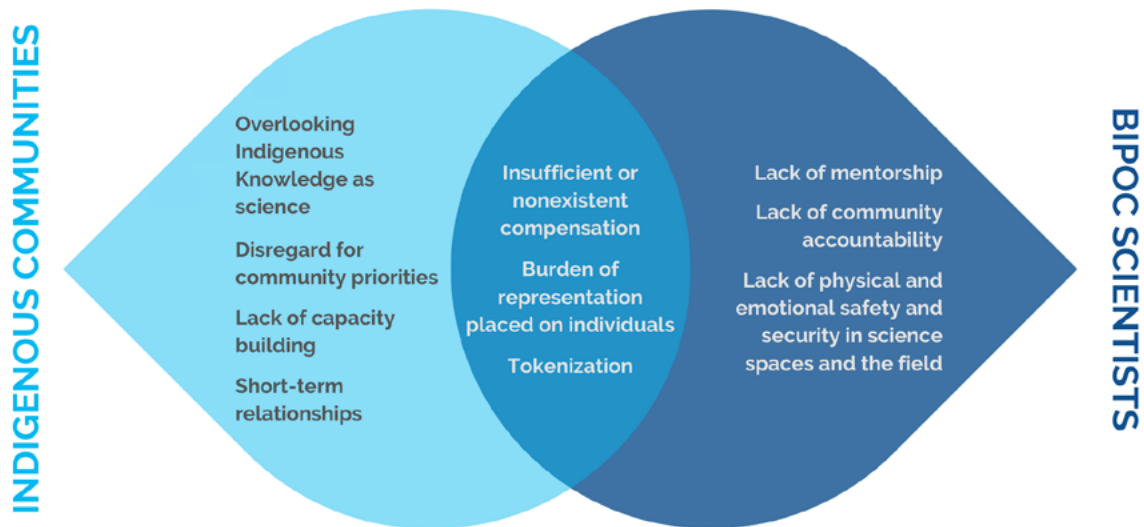 INDIGENOUS COMMUNITIES
Overlooking
Indigenous
Knowledge as
science
Disregard for
community priorities
Lack of capacity
building
Short-term
relationships
Insufficient or
nonexistent
compensation
Burden of
representation
placed on individuals
Tokenization
Lack of mentorship
Lack of community
accountability
Lack of physical and
emotional safety and
security in science
spaces and the field
BIPOC SCIENTISTS